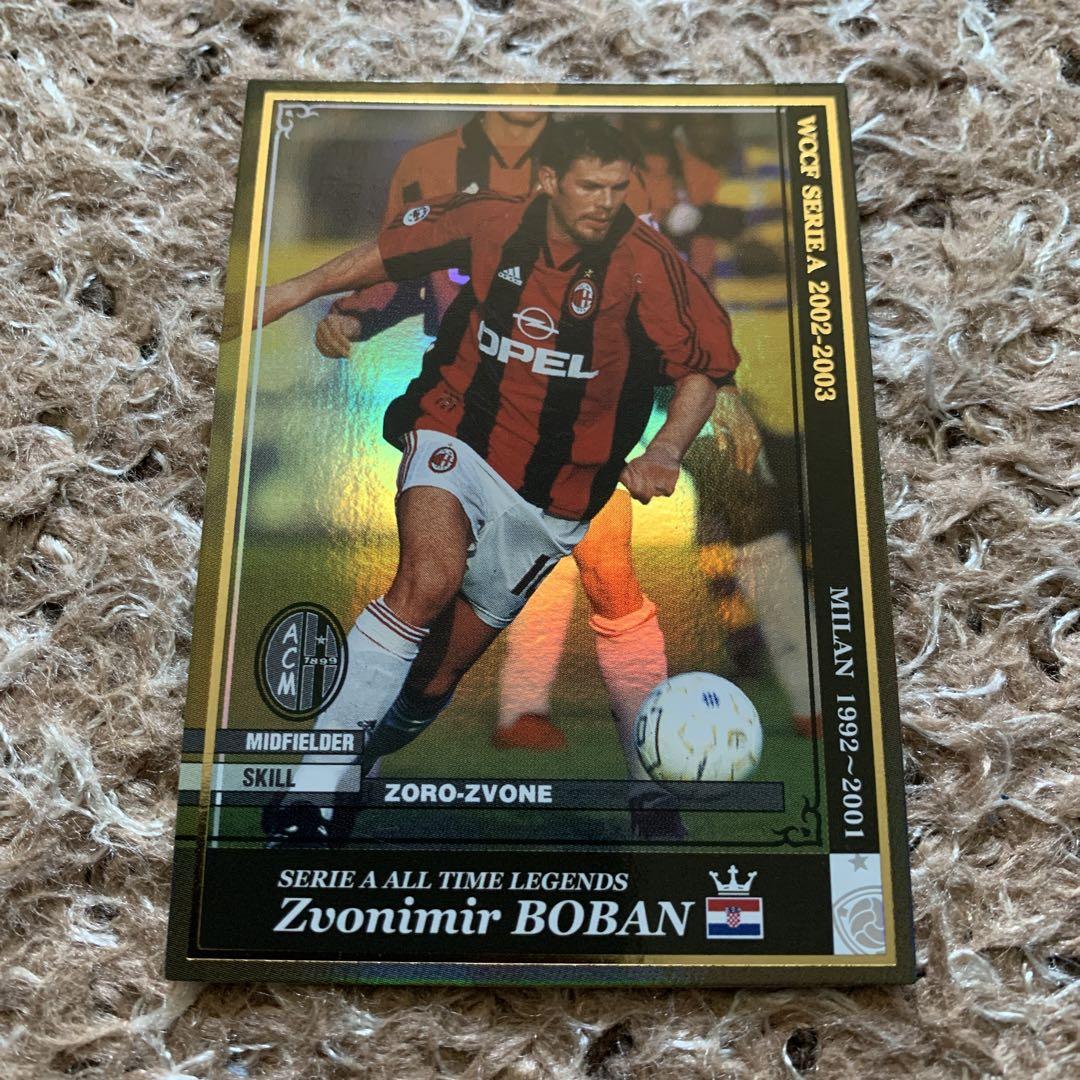 WCCF SERIE A 2002-2003
MILAN 1992~2001
adidas
OPEL
ACM
1899
MIDFIELDER
SKILL
ZORO-ZVONE
SERIE A ALL TIME LEGENDS
Zvonimir BOBAN